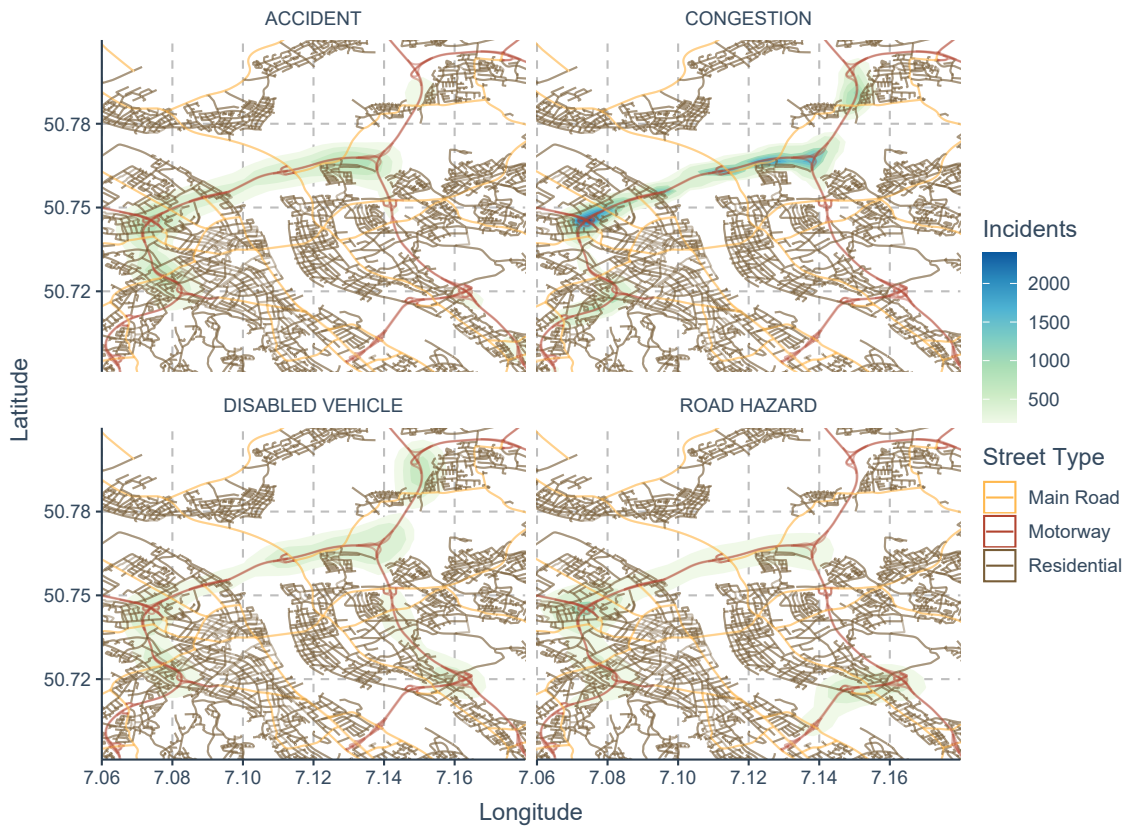 ACCIDENT CONGESTION
50.78
50.75
50.72
DISABLED VEHICLE ROAD HAZARD
50.78
50.75
50.72
7.06 7.08 7.10 7.12 7.14 7.16 7.06 7.08 7.10 7.12 7.14 7.16
Longitude
Latitude
Incidents
2000
1500
1000
500
Street Type
Main Road
Motorway
Residential